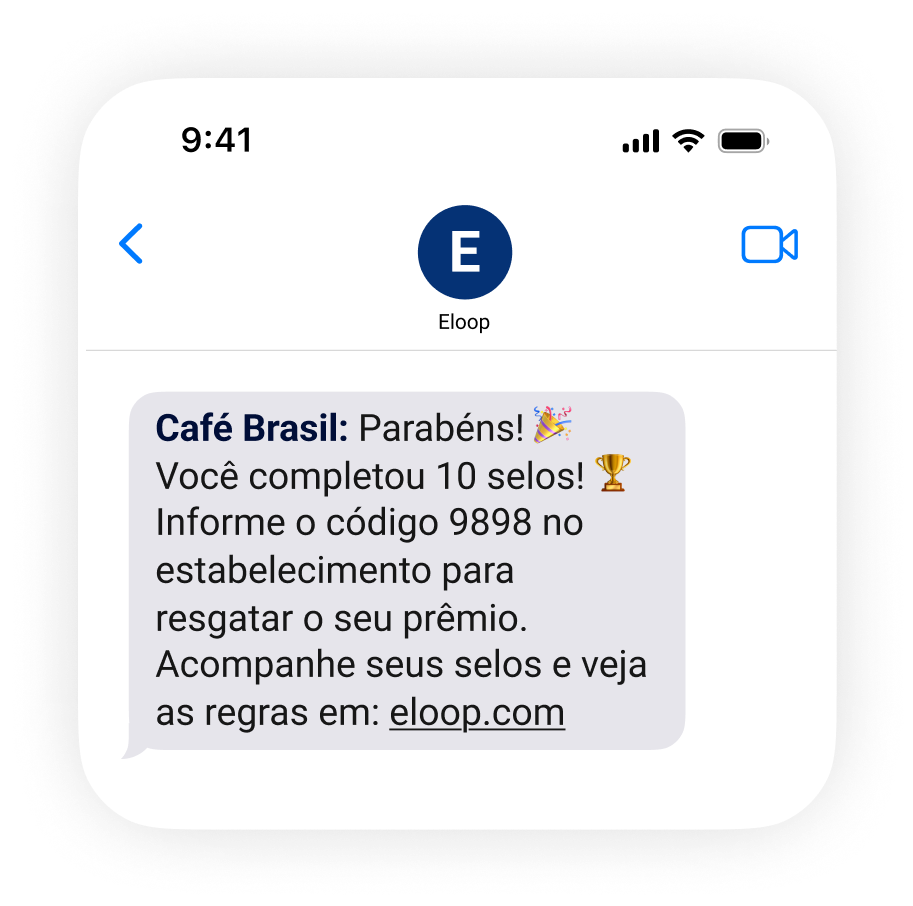 9:41
E
Eloop
Café Brasil: Parabéns! 🎉
Você completou 10 selos! 🏆
Informe o código 9898 no
estabelecimento para
resgatar o seu prêmio.
Acompanhe seus selos e veja
as regras em: eloop.com